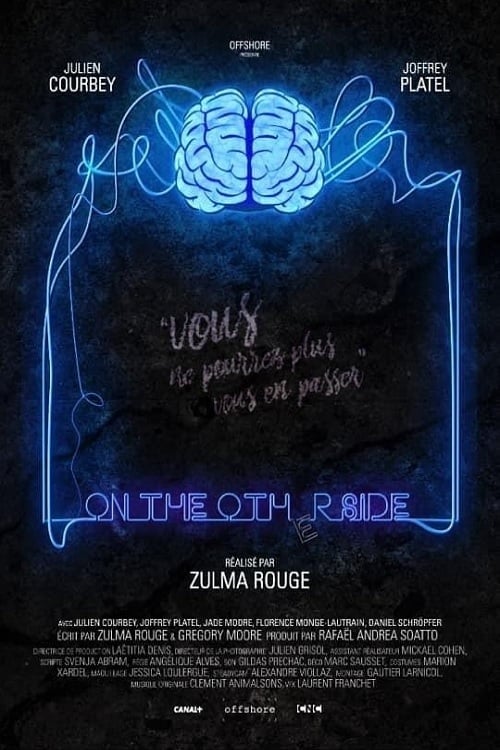 OFFSHORE
PRÉSENTE
JULIEN
COURBEY
JOFFREY
PLATEL
"vous
ne pourrez plus
vous en passer"
ON THE OTHERSIDE
RÉALISÉ PAR
ZULMA ROUGE
AVEC JULIEN COURBEY, JOFFREY PLATEL, JADE MOORE, FLORENCE MONGE-LAUTRAIN, DANIEL SCHRÖPFER
ÉCRIT PAR ZULMA ROUGE & GREGORY MOORE PRODUIT PAR RAFAËL ANDREA SOATTO
DIRECTRICE DE PRODUCTION LAËTITIA DENIS, DIRECTEUR DE LA PHOTOGRAPHIE JULIEN GRISOL, ASSISTANT RÉALISATEUR MICKAEL COHEN,
SCRIPTE SVENJA ABRAM, RÉGIE ANGÉLIQUE ALVES, SON GILDAS PRECHAC, DÉCO MARC SAUSSET, COSTUMES MARION
XARDEL, MAQUILLAGE JESSICA LOULERGUE, STEADYCAM ALEXANDRE VIOLLAZ, MONTAGE GAUTIER LARNICOL,
MUSIQUE ORIGINALE CLEMENT ANIMALSONS, VFX LAURENT FRANCHET
CANAL+ offshore CNC